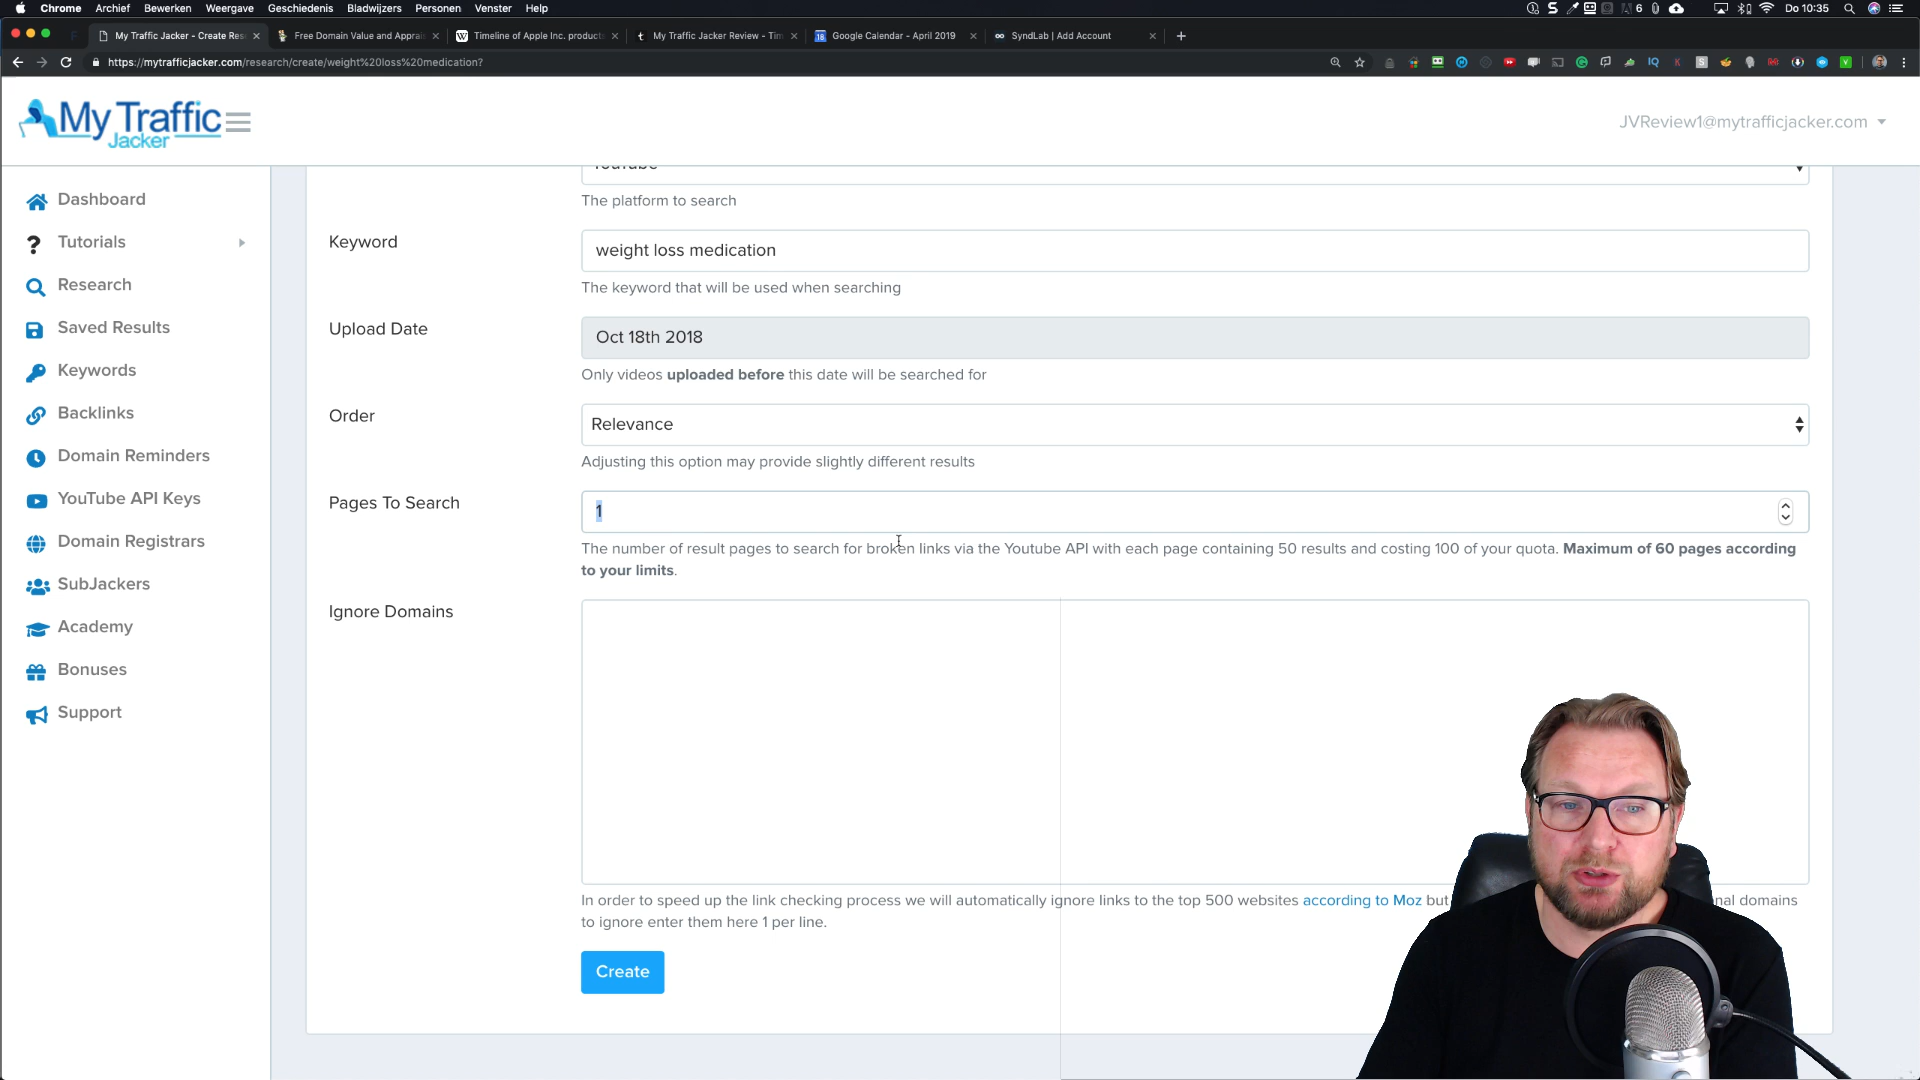 Chrome Archief Bewerken Weergave Geschiedenis Bladwijzers Personen Venster Help 6 Do 10:35
My Traffic Jacker - Create Res Free Domain Value and Apprais Timeline of Apple Inc. product My Traffic Jacker Review - Tim Google Calendar - April 2019 SyndLab | Add Account
https://mytrafficjacker.com/research/create/weight%20loss%20medication?
My Traffic
Jacker
JVReview1@mytrafficjacker.com
Dashboard
Tutorials
Research
Saved Results
Keywords
Backlinks
Domain Reminders
YouTube API Keys
Domain Registrars
SubJackers
Academy
Bonuses
Support
YouTube
The platform to search
Keyword
weight loss medication
The keyword that will be used when searching
Upload Date
Oct 18th 2018
Only videos uploaded before this date will be searched for
Order
Relevance
Adjusting this option may provide slightly different results
Pages To Search
1
The number of result pages to search for broken links via the Youtube API with each page containing 50 results and costing 100 of your quota. Maximum of 60 pages according
to your limits.
Ignore Domains
In order to speed up the link checking process we will automatically ignore links to the top 500 websites according to Moz but nal domains
to ignore enter them here 1 per line.
Create